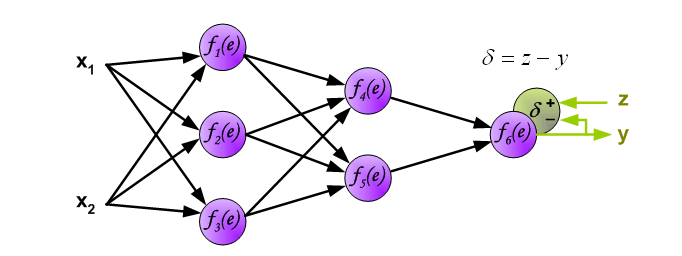 x₁
x₂
f₁(e)
f₂(e)
f₃(e)
f₄(e)
f₅(e)
f₆(e)
δ = z − y
δ + −
z
y